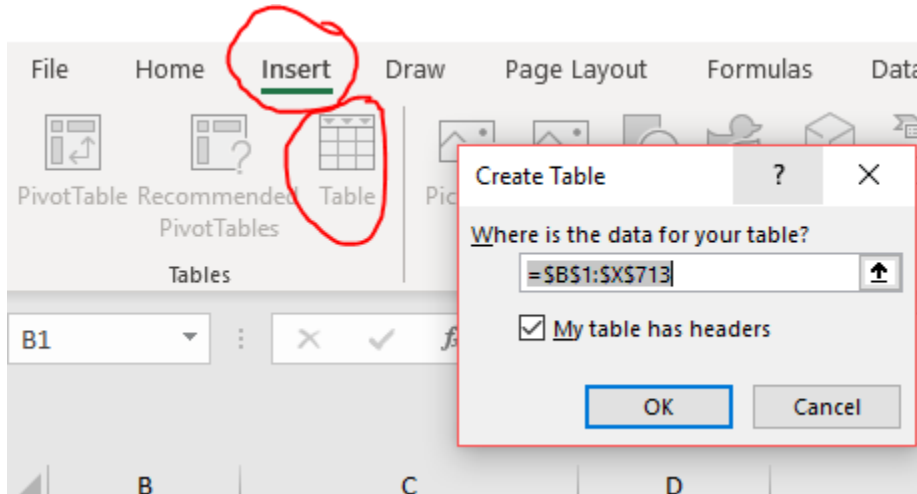 File Home Insert Draw Page Layout Formulas Data
PivotTable Recommended PivotTables Table
Tables
Create Table ?
Where is the data for your table?
=$B$1:$X$713
My table has headers
OK Cancel
B1
B C D